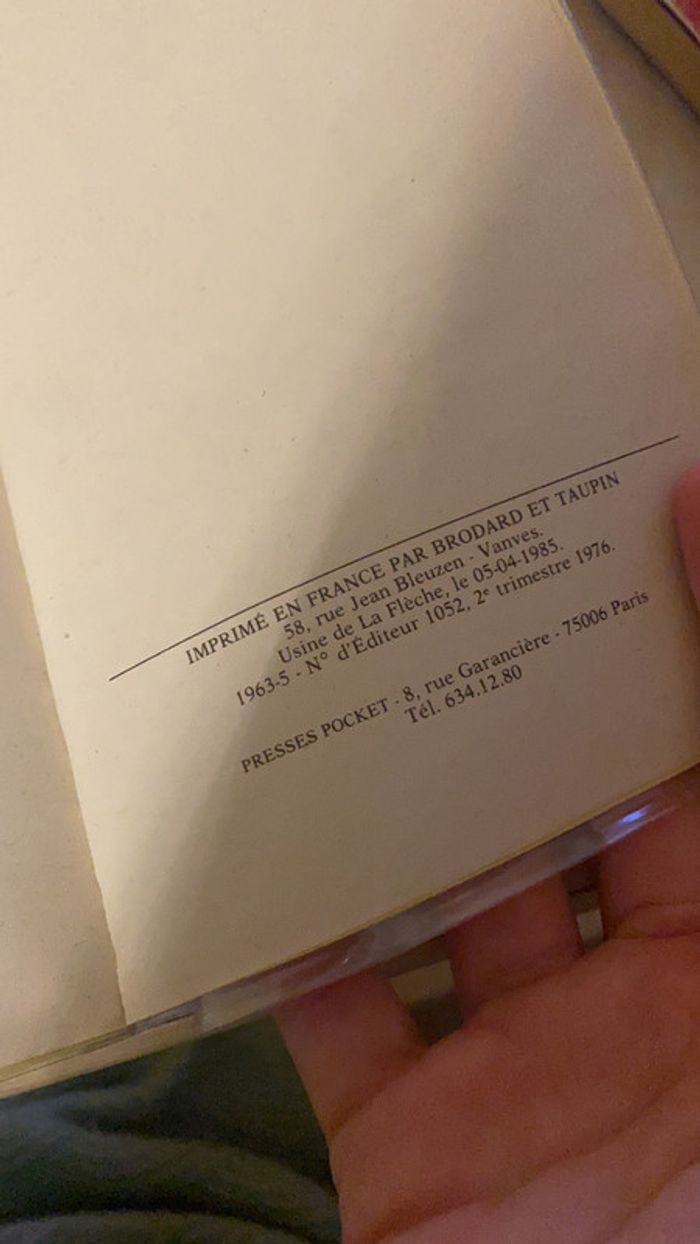 IMPRIMÉ EN FRANCE PAR BRODARD ET TAUPIN
58, rue Jean Bleuzen - Vanves.
Usine de La Flèche, le 05-04-1985.
1963-5 - N° d'Éditeur 1052, 2e trimestre 1976.
PRESSES POCKET - 8, rue Garancière - 75006 Paris
Tél. 634.12.80